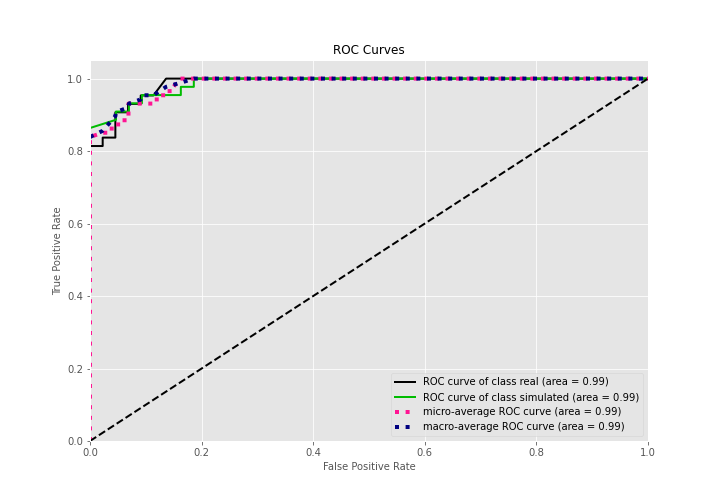 ROC Curves
True Positive Rate
1.0
0.8
0.6
0.4
0.2
0.0
0.0 0.2 0.4 0.6 0.8 1.0
False Positive Rate
ROC curve of class real (area = 0.99)
ROC curve of class simulated (area = 0.99)
micro-average ROC curve (area = 0.99)
macro-average ROC curve (area = 0.99)